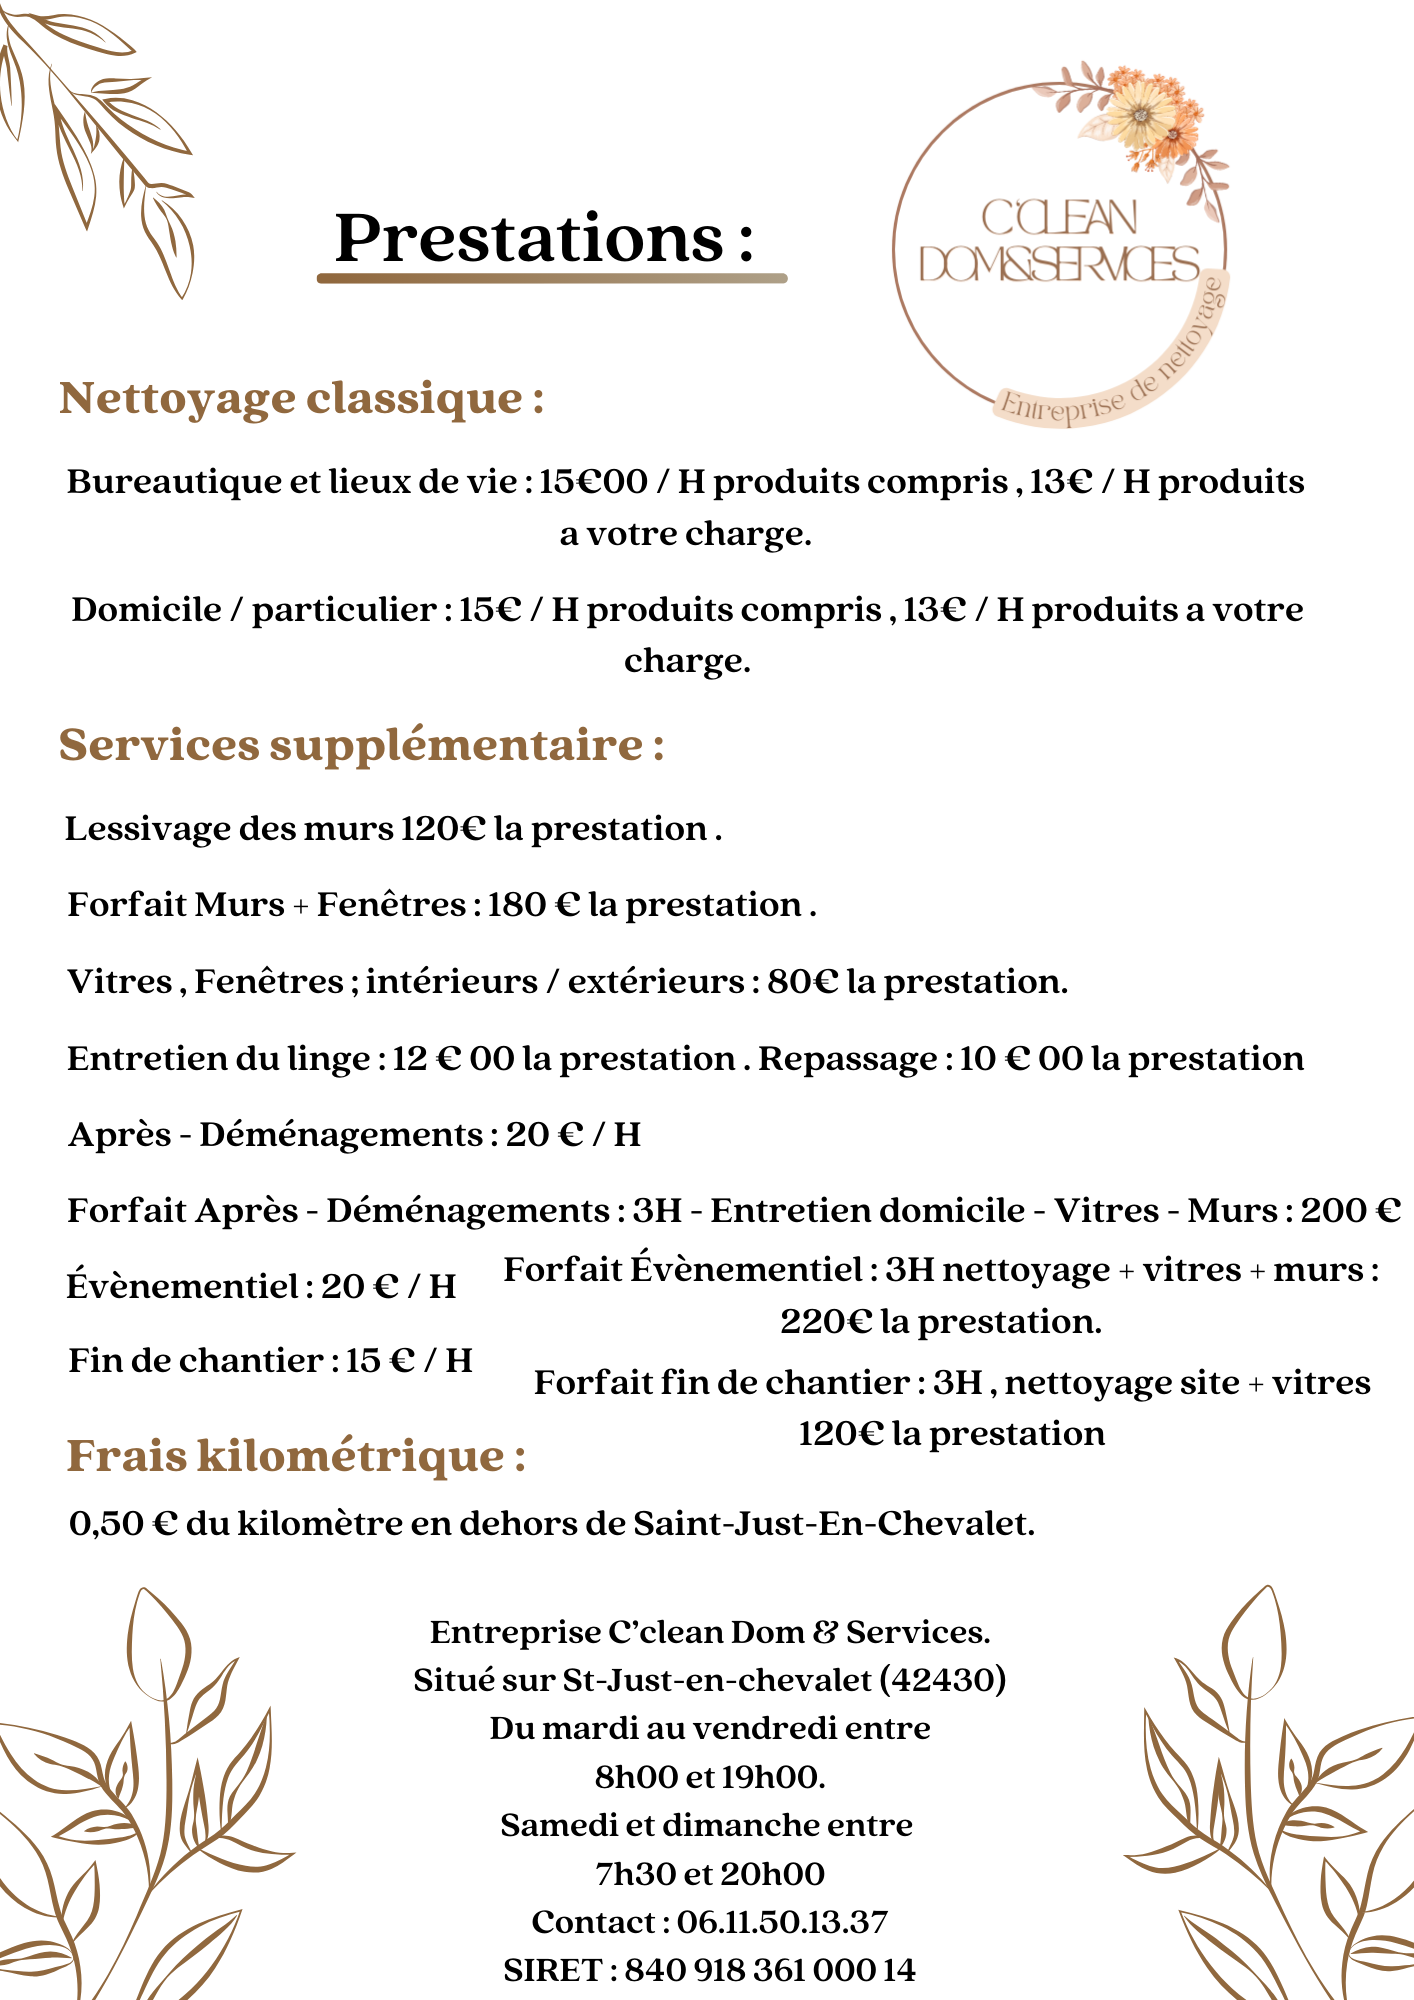 Prestations :
C'CLEAN
DOM&SERVICES
Entreprise de nettoyage
Nettoyage classique :
Bureautique et lieux de vie : 15€00 / H produits compris , 13€ / H produits
a votre charge.
Domicile / particulier : 15€ / H produits compris , 13€ / H produits a votre
charge.
Services supplémentaire :
Lessivage des murs 120€ la prestation .
Forfait Murs + Fenêtres : 180 € la prestation .
Vitres , Fenêtres ; intérieurs / extérieurs : 80€ la prestation.
Entretien du linge : 12 € 00 la prestation . Repassage : 10 € 00 la prestation
Après - Déménagements : 20 € / H
Forfait Après - Déménagements : 3H - Entretien domicile - Vitres - Murs : 200 €
Évènementiel : 20 € / H
Forfait Évènementiel : 3H nettoyage + vitres + murs :
220€ la prestation.
Fin de chantier : 15 € / H
Forfait fin de chantier : 3H , nettoyage site + vitres
120€ la prestation
Frais kilométrique :
0,50 € du kilomètre en dehors de Saint-Just-En-Chevalet.
Entreprise C’clean Dom & Services.
Situé sur St-Just-en-chevalet (42430)
Du mardi au vendredi entre
8h00 et 19h00.
Samedi et dimanche entre
7h30 et 20h00
Contact : 06.11.50.13.37
SIRET : 840 918 361 000 14